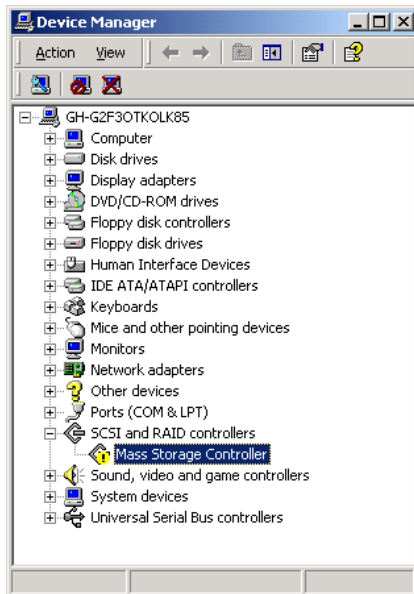 Device Manager
Action View
GH-G2F3OTKOLK85
Computer
Disk drives
Display adapters
DVD/CD-ROM drives
Floppy disk controllers
Floppy disk drives
Human Interface Devices
IDE ATA/ATAPI controllers
Keyboards
Mice and other pointing devices
Monitors
Network adapters
Other devices
Ports (COM & LPT)
SCSI and RAID controllers
Mass Storage Controller
Sound, video and game controllers
System devices
Universal Serial Bus controllers